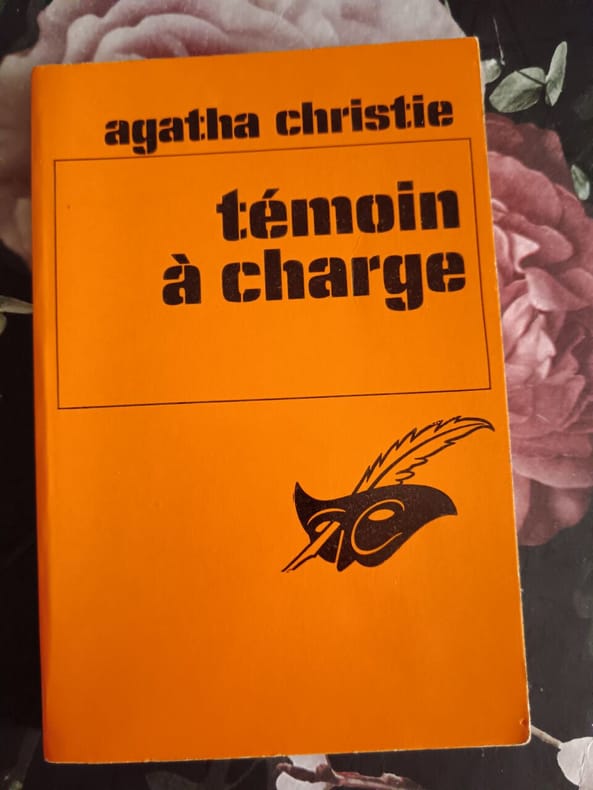 agatha christie
témoin
à charge